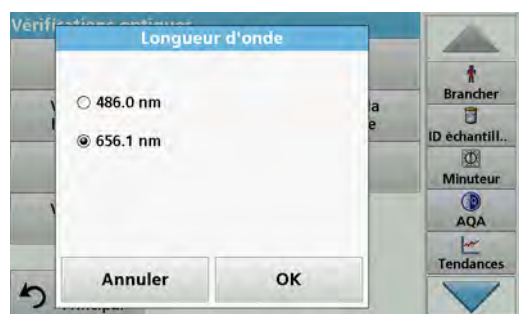 Longueur d'onde
486.0 nm
656.1 nm
Annuler
OK
Brancher
ID échantill..
Minuteur
AQA
Tendances